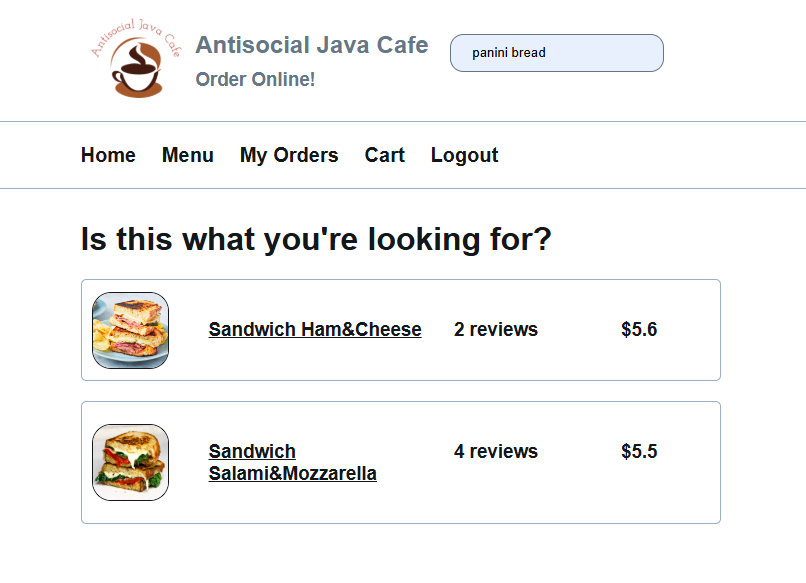 Antisocial Java Cafe
Antisocial Java Cafe
Order Online!
panini bread
Home Menu My Orders Cart Logout
Is this what you're looking for?
Sandwich Ham&Cheese 2 reviews $5.6
Sandwich 4 reviews $5.5
Salami&Mozzarella